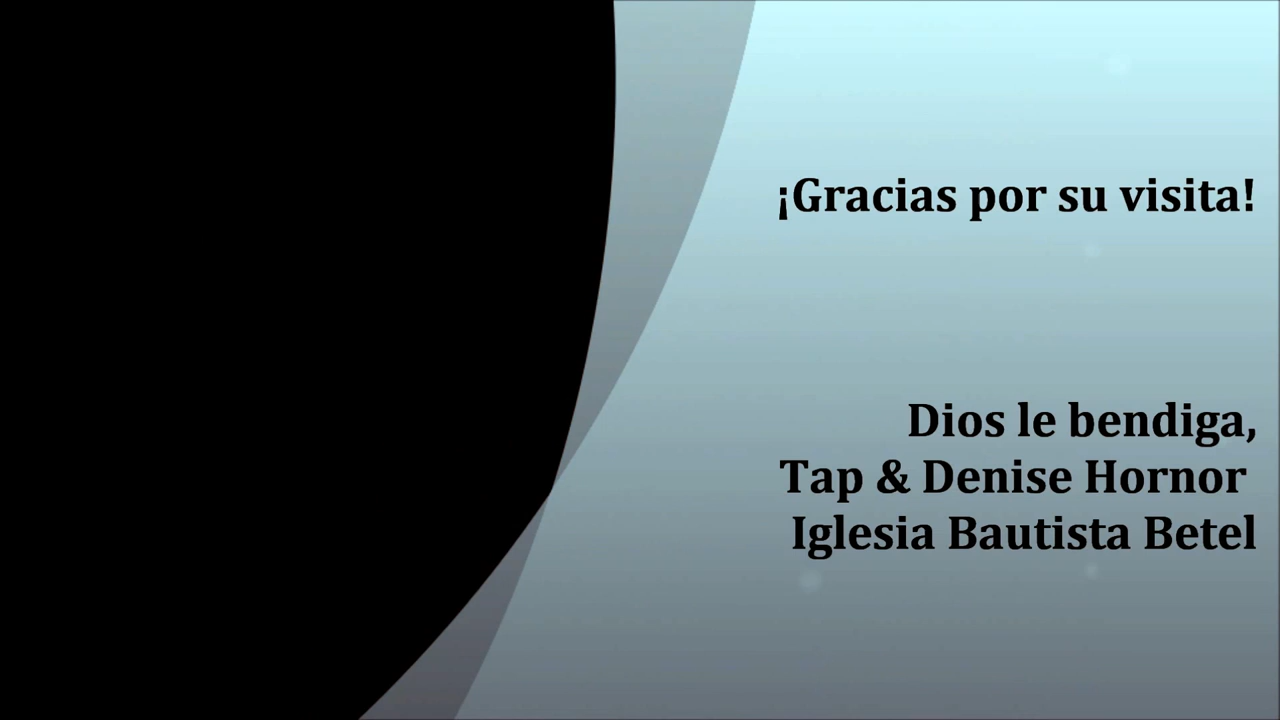 ¡Gracias por su visita!
Dios le bendiga,
Tap & Denise Hornor
Iglesia Bautista Betel